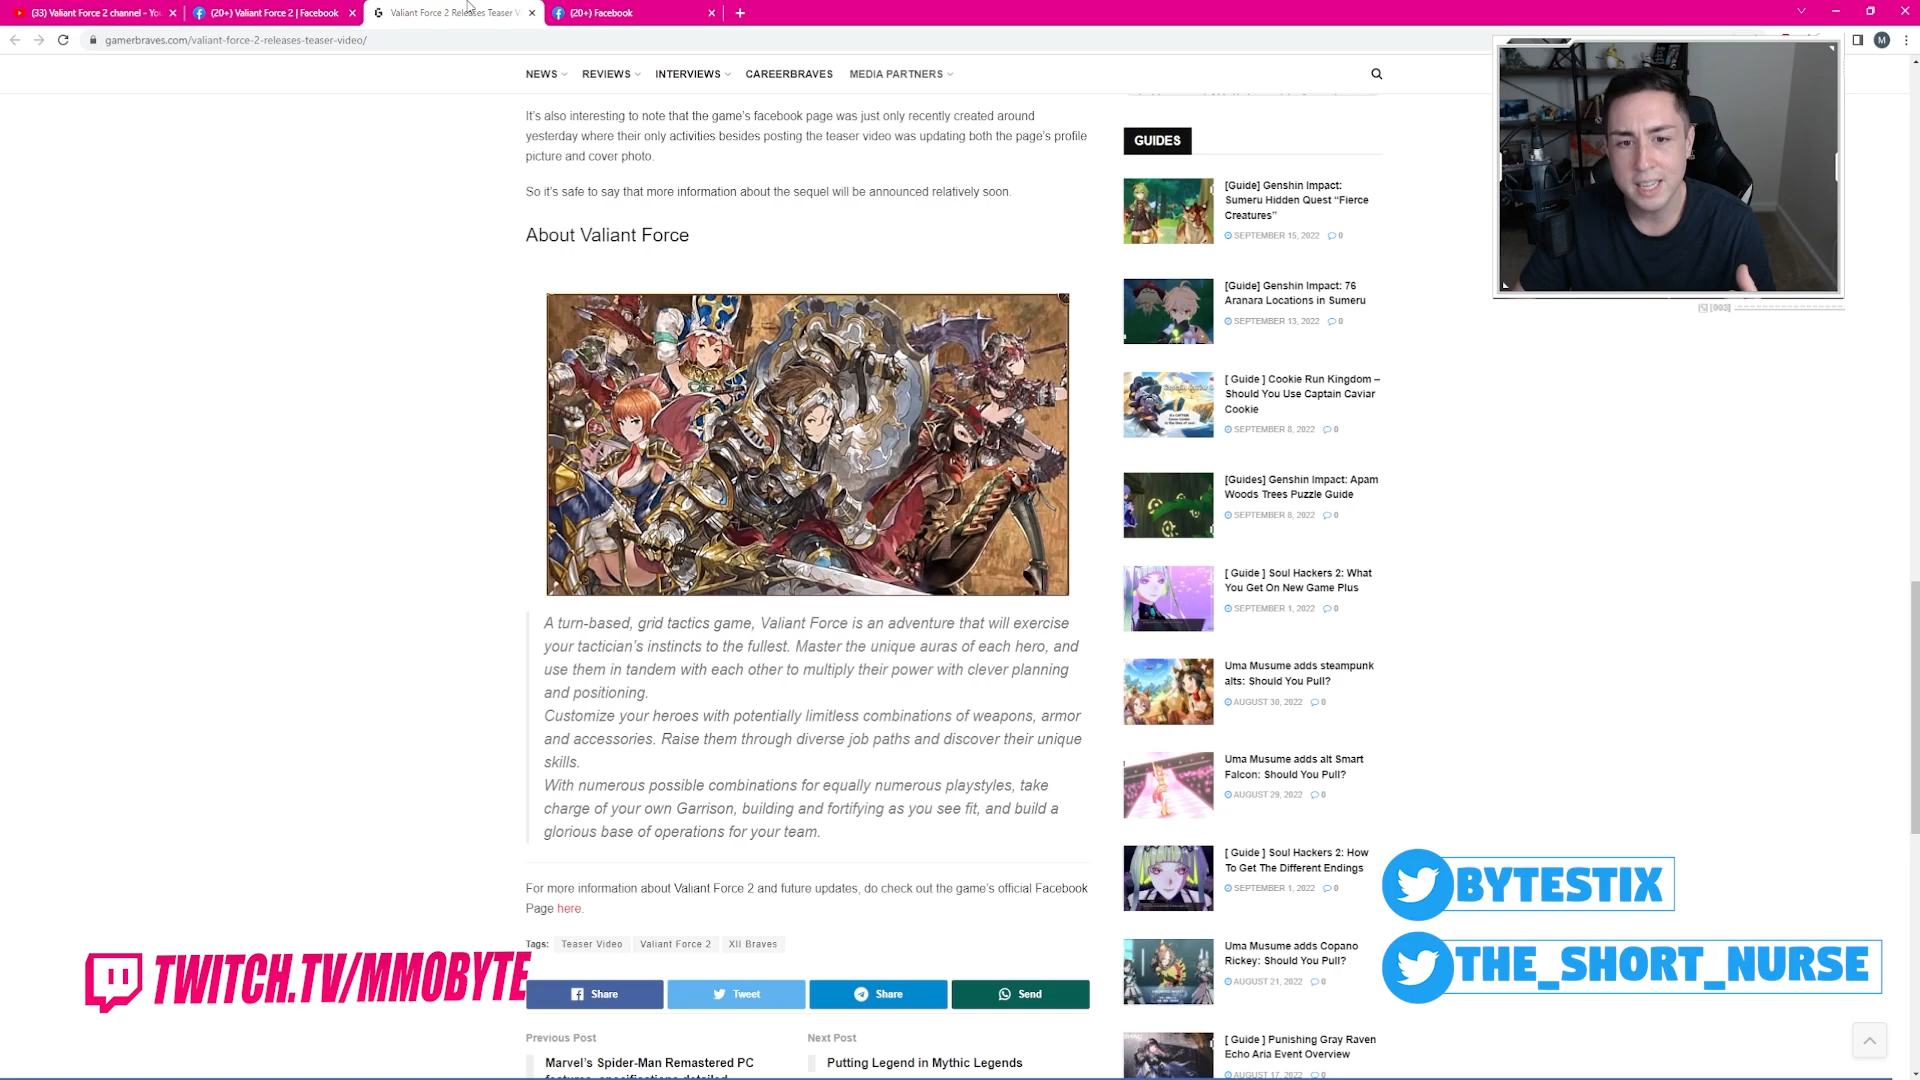 (33) Valiant Force 2 channel - Yo
(20+) Valiant Force 2 | Facebook
Valiant Force 2 Releases Teaser V
(20+) Facebook
gamerbraves.com/valiant-force-2-releases-teaser-video/
M
NEWS
REVIEWS
INTERVIEWS
CAREERBRAVES
MEDIA PARTNERS
It's also interesting to note that the game's facebook page was just only recently created around
yesterday where their only activities besides posting the teaser video was updating both the page's profile
picture and cover photo.
So it's safe to say that more information about the sequel will be announced relatively soon.
About Valiant Force
A turn-based, grid tactics game, Valiant Force is an adventure that will exercise
your tactician's instincts to the fullest. Master the unique auras of each hero, and
use them in tandem with each other to multiply their power with clever planning
and positioning.
Customize your heroes with potentially limitless combinations of weapons, armor
and accessories. Raise them through diverse job paths and discover their unique
skills.
With numerous possible combinations for equally numerous playstyles, take
charge of your own Garrison, building and fortifying as you see fit, and build a
glorious base of operations for your team.
For more information about Valiant Force 2 and future updates, do check out the game's official Facebook
Page here.
Tags:
Teaser Video
Valiant Force 2
XII Braves
Share
Tweet
Share
Send
Previous Post
Marvel's Spider-Man Remastered PC
Next Post
Putting Legend in Mythic Legends
GUIDES
[Guide] Genshin Impact:
Sumeru Hidden Quest "Fierce
Creatures"
SEPTEMBER 15, 2022 0
[Guide] Genshin Impact: 76
Aranara Locations in Sumeru
SEPTEMBER 13, 2022 0
[ Guide ] Cookie Run Kingdom –
Should You Use Captain Caviar
Cookie
SEPTEMBER 8, 2022 0
[Guides] Genshin Impact: Apam
Woods Trees Puzzle Guide
SEPTEMBER 8, 2022 0
[ Guide ] Soul Hackers 2: What
You Get On New Game Plus
SEPTEMBER 1, 2022 0
Uma Musume adds steampunk
alts: Should You Pull?
AUGUST 30, 2022 0
Uma Musume adds alt Smart
Falcon: Should You Pull?
AUGUST 29, 2022 0
[ Guide ] Soul Hackers 2: How
To Get The Different Endings
SEPTEMBER 1, 2022 0
Uma Musume adds Copano
Rickey: Should You Pull?
AUGUST 21, 2022 0
[ Guide ] Punishing Gray Raven
Echo Aria Event Overview
AUGUST 17, 2022 0
[003]
TWITCH.TV/MMOBYTE
BYTESTIX
THE_SHORT_NURSE